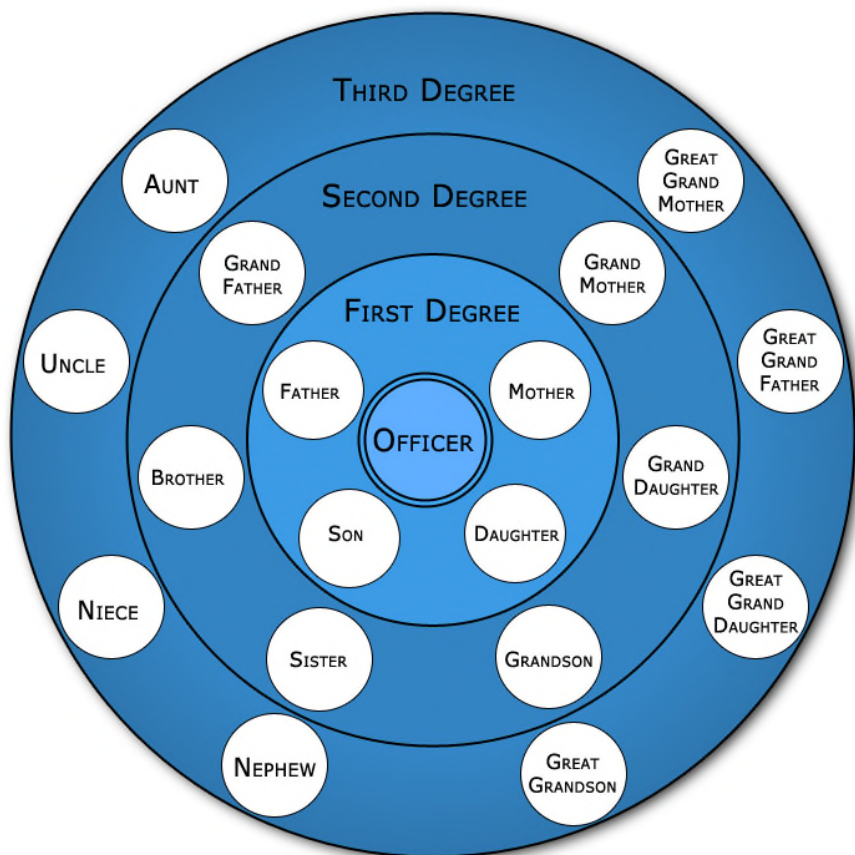 Third Degree
Aunt
Great
Grand
Mother
Second Degree
Grand
Father
Grand
Mother
First Degree
Uncle
Great
Grand
Father
Father
Mother
Officer
Brother
Grand
Daughter
Son
Daughter
Niece
Great
Grand
Daughter
Sister
Grandson
Nephew
Great
Grandson